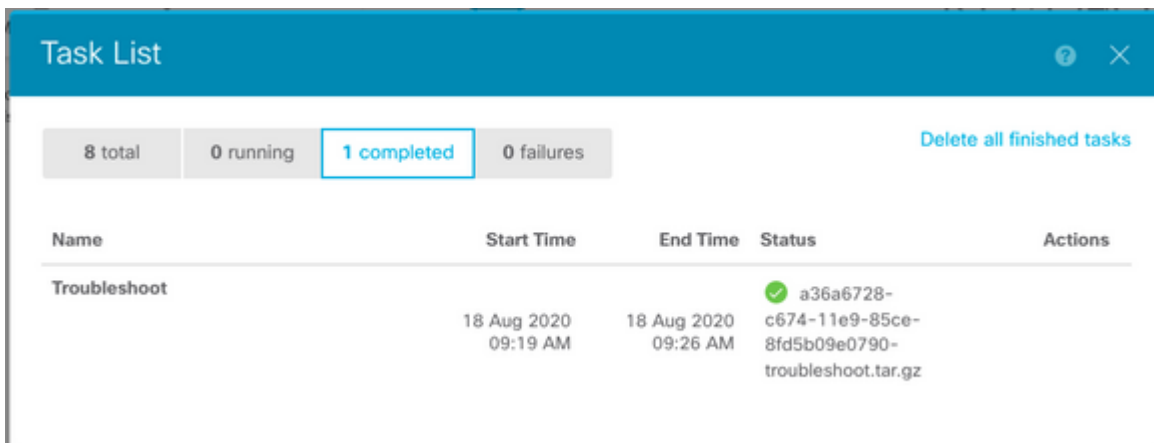 Task List
8 total 0 running 1 completed 0 failures Delete all finished tasks
Name Start Time End Time Status Actions
Troubleshoot
18 Aug 2020 09:19 AM
18 Aug 2020 09:26 AM
a36a6728-
c674-11e9-85ce-
8fd5b09e0790-
troubleshoot.tar.gz